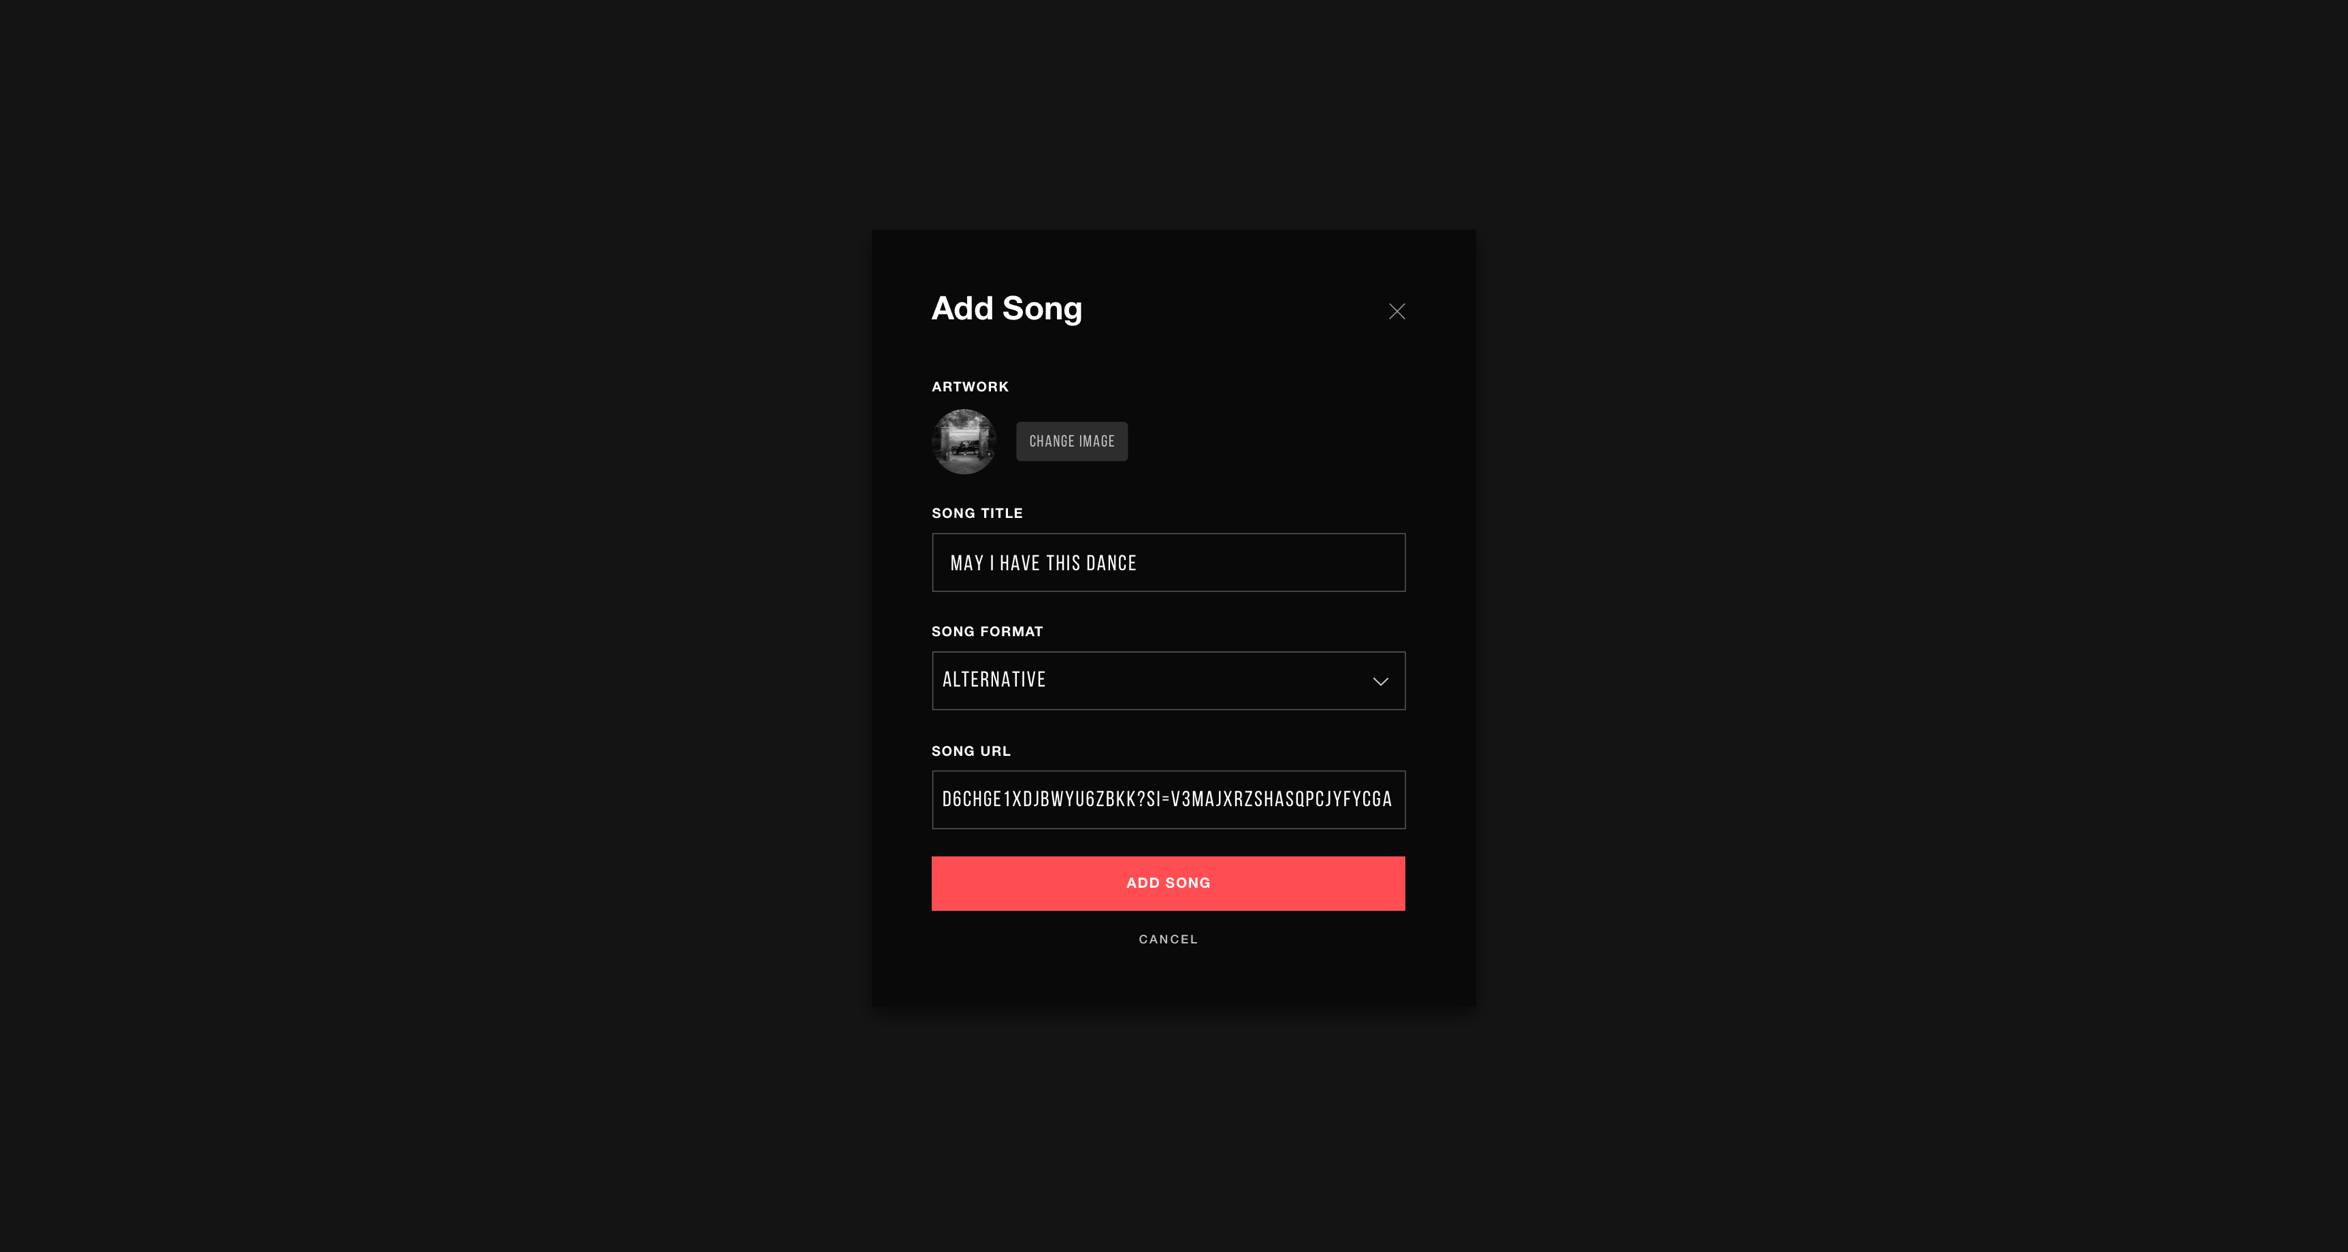 Add Song
ARTWORK
CHANGE IMAGE
SONG TITLE
MAY I HAVE THIS DANCE
SONG FORMAT
ALTERNATIVE
SONG URL
D6CHGE1XDJBWYU6ZBKK?SI=V3MAJXRZSHASQPCJYFYCGA
ADD SONG
CANCEL